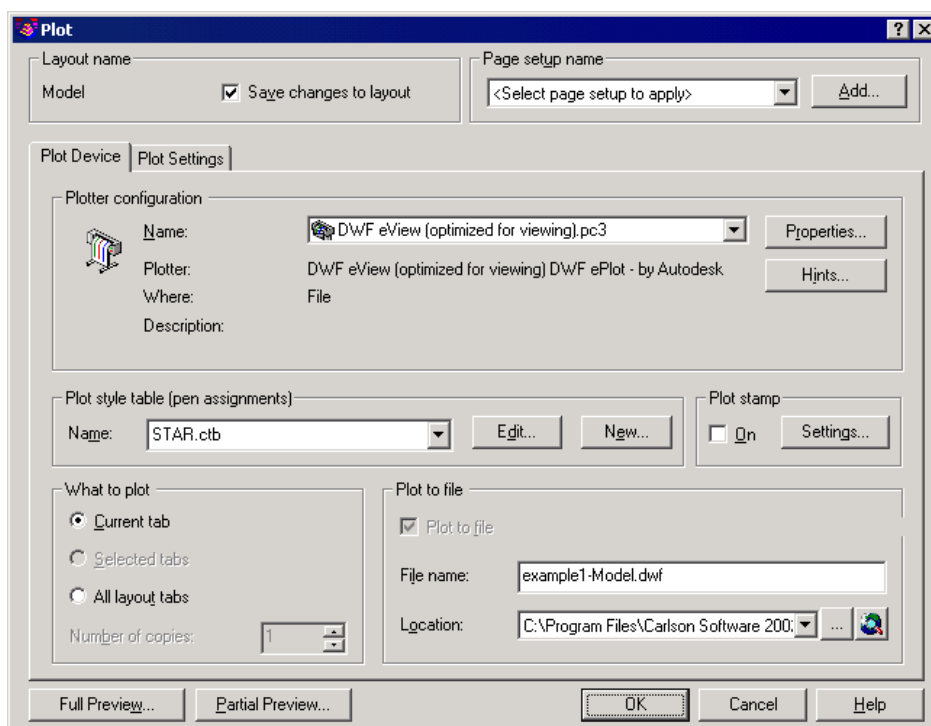 Plot
Layout name
Model
Save changes to layout
Page setup name
<Select page setup to apply>
Add...
Plot Device
Plot Settings
Plotter configuration
Name:
DWF eView (optimized for viewing).pc3
Properties...
Plotter:
DWF eView (optimized for viewing) DWF ePlot - by Autodesk
Hints...
Where:
File
Description:
Plot style table (pen assignments)
Name:
STAR.ctb
Edit...
New...
Plot stamp
On
Settings...
What to plot
Current tab
Selected tabs
All layout tabs
Number of copies:
1
Plot to file
Plot to file
File name:
example1-Model.dwf
Location:
C:\Program Files\Carlson Software 200
...
Full Preview...
Partial Preview...
OK
Cancel
Help